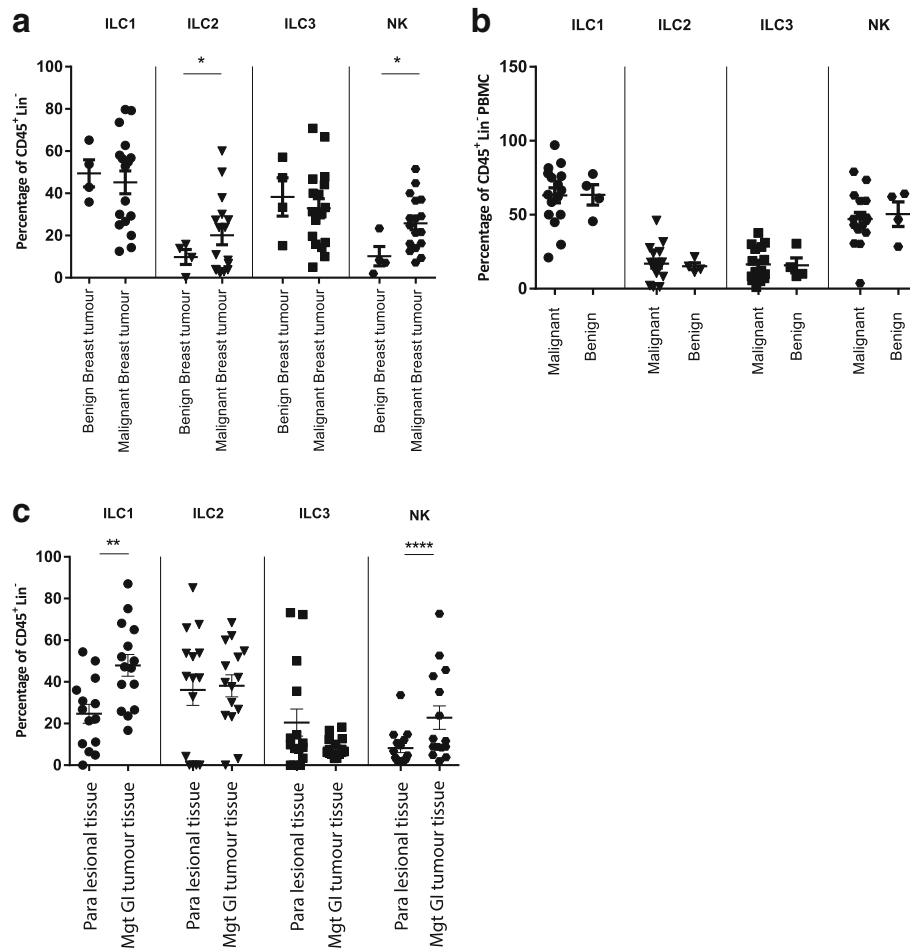 a
ILC1 ILC2 ILC3 NK
* *
Percentage of CD45⁺Lin⁻
100
80
60
40
20
0
Benign Breast tumour
Malignant Breast tumour
Benign Breast tumour
Malignant Breast tumour
Benign Breast tumour
Malignant Breast tumour
Benign Breast tumour
Malignant Breast tumour
b
ILC1 ILC2 ILC3 NK
Percentage of CD45⁺Lin⁻PBMC
150
100
50
0
Malignant
Benign
Malignant
Benign
Malignant
Benign
Malignant
Benign
c
ILC1 ILC2 ILC3 NK
** ****
Percentage of CD45⁺Lin⁻
100
80
60
40
20
0
Para lesional tissue
Mgt GI tumour tissue
Para lesional tissue
Mgt GI tumour tissue
Para lesional tissue
Mgt GI tumour tissue
Para lesional tissue
Mgt GI tumour tissue